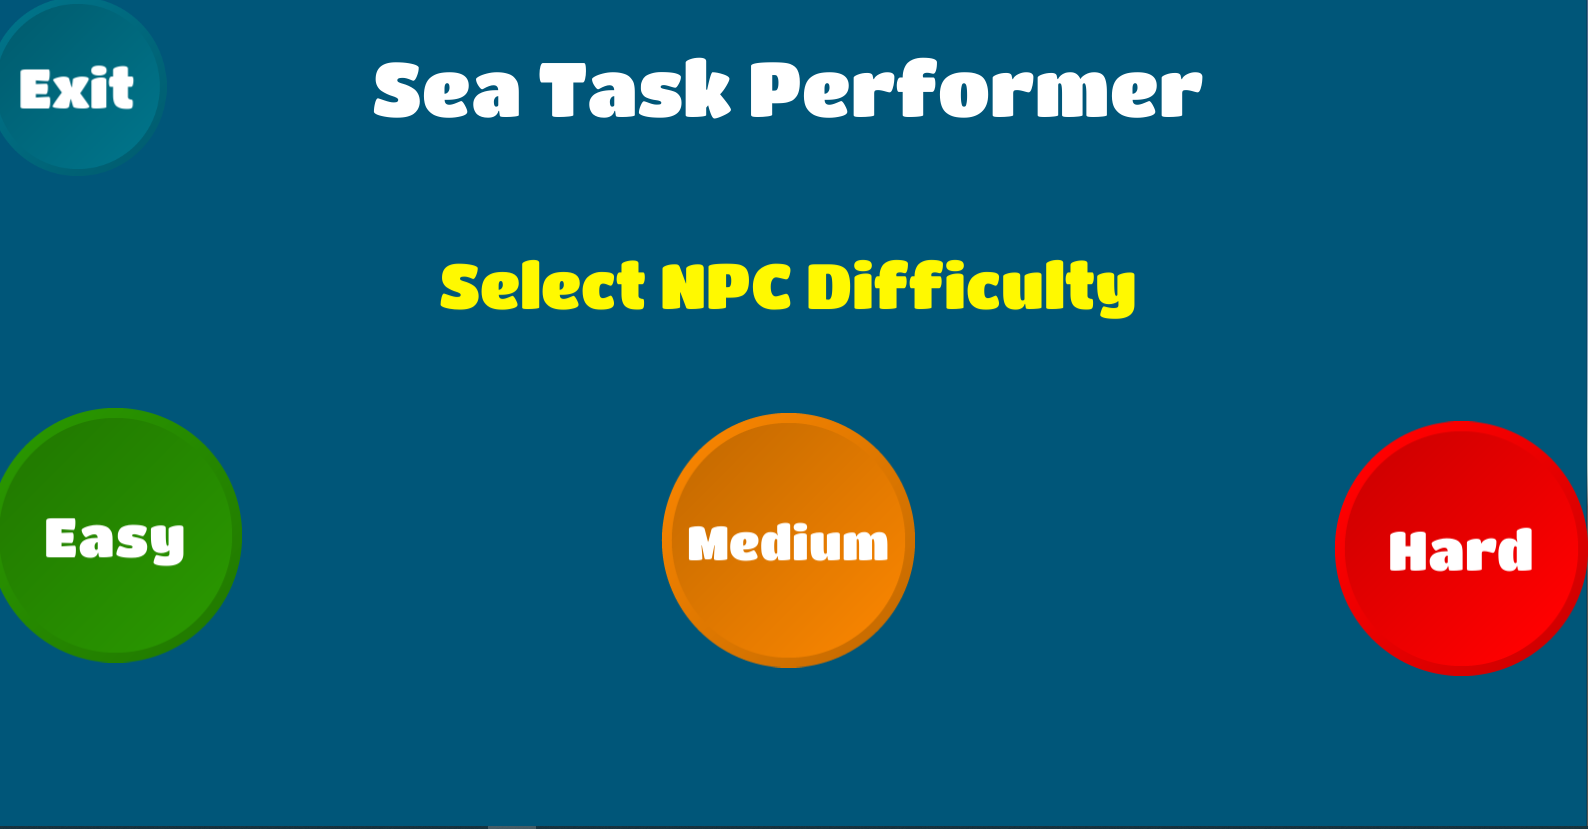 Exit
Sea Task Performer
Select NPC Difficulty
Easy
Medium
Hard